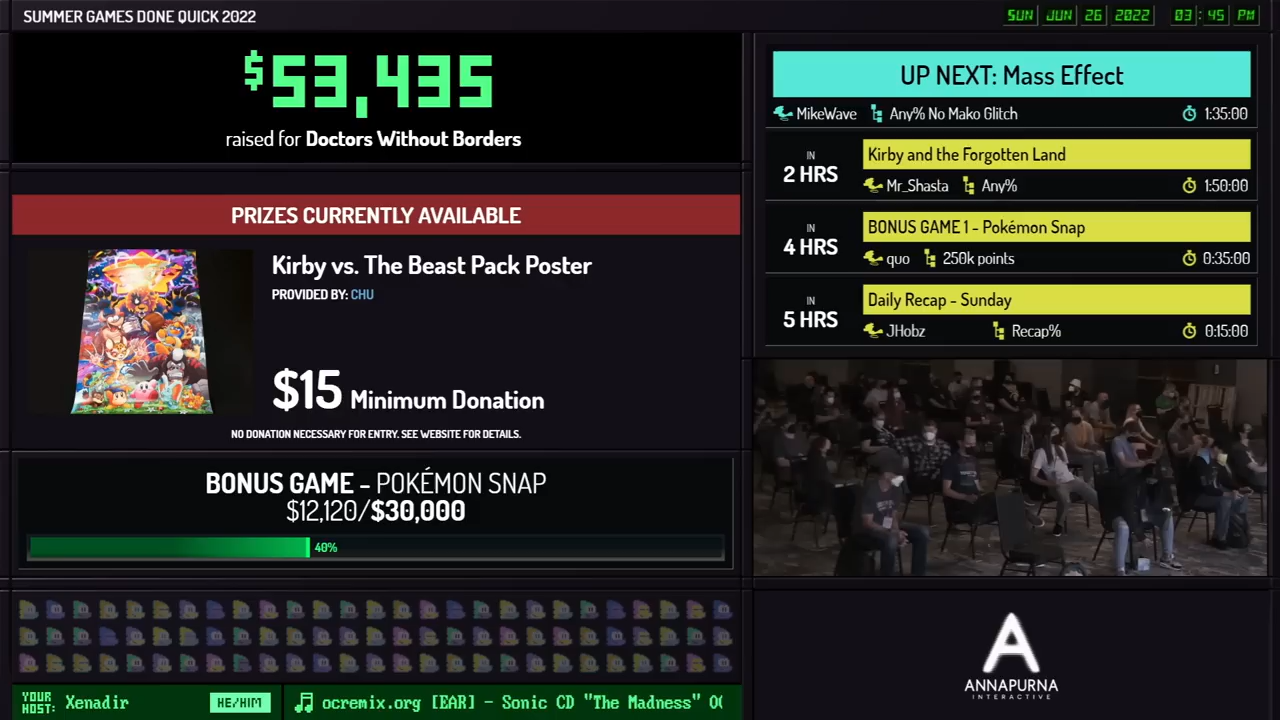 SUMMER GAMES DONE QUICK 2022
SUN JUN 26 2022 03:45 PM
$53,435
raised for Doctors Without Borders
PRIZES CURRENTLY AVAILABLE
Kirby vs. The Beast Pack Poster
PROVIDED BY: CHU
$15 Minimum Donation
NO DONATION NECESSARY FOR ENTRY. SEE WEBSITE FOR DETAILS.
BONUS GAME - POKÉMON SNAP
$12,120/$30,000
40%
YOUR HOST: Xenadir HE/HIM
ocremix.org [EAR] - Sonic CD "The Madness" OC
UP NEXT: Mass Effect
MikeWave Any% No Mako Glitch 1:35:00
IN 2 HRS
Kirby and the Forgotten Land
Mr_Shasta Any% 1:50:00
IN 4 HRS
BONUS GAME 1 - Pokémon Snap
quo 250k points 0:35:00
IN 5 HRS
Daily Recap - Sunday
JHobz Recap% 0:15:00
ANNAPURNA
INTERACTIVE